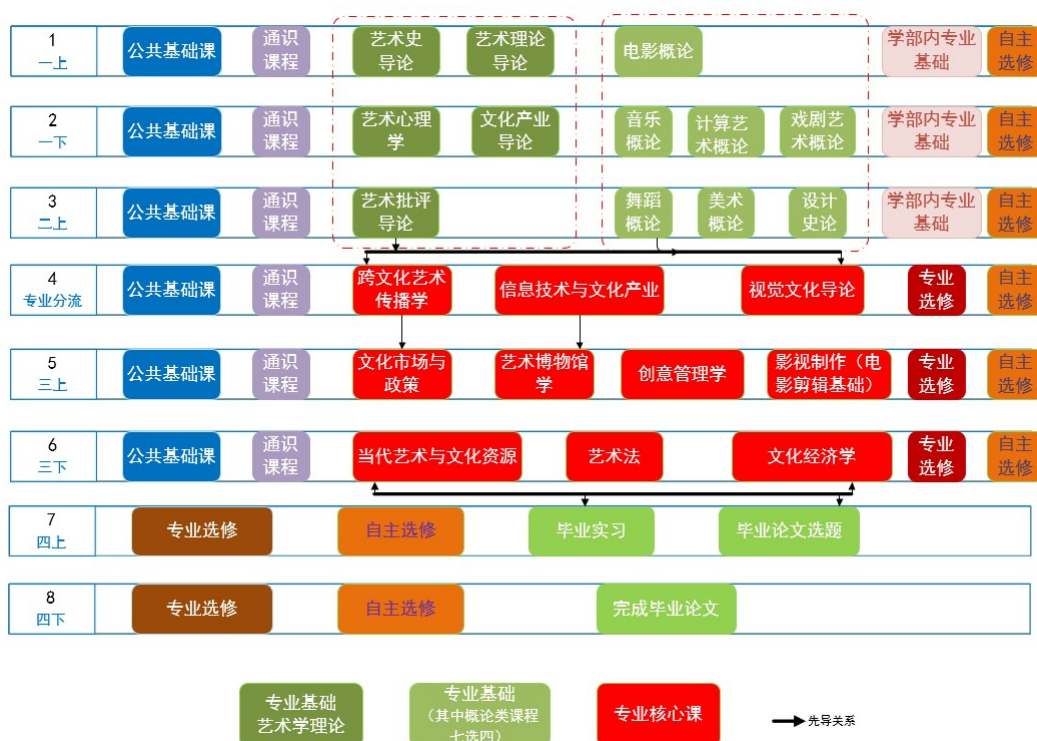 1
一上
公共基础课
通识
课程
艺术史
导论
艺术理论
导论
电影概论
学部内专业
基础
自主
选修
2
一下
公共基础课
通识
课程
艺术心理
学
文化产业
导论
音乐
概论
计算艺
术概论
戏剧艺
术概论
学部内专业
基础
自主
选修
3
二上
公共基础课
通识
课程
艺术批评
导论
舞蹈
概论
美术
概论
设计
史论
学部内专业
基础
自主
选修
4
专业分流
公共基础课
通识
课程
跨文化艺术
传播学
信息技术与文化产业
视觉文化导论
专业
选修
自主
选修
5
三上
公共基础课
通识
课程
文化市场与
政策
艺术博物馆
学
创意管理学
影视制作（电
影剪辑基础）
专业
选修
自主
选修
6
三下
公共基础课
通识
课程
当代艺术与文化资源
艺术法
文化经济学
专业
选修
自主
选修
7
四上
专业选修
自主选修
毕业实习
毕业论文选题
8
四下
专业选修
自主选修
完成毕业论文
专业基础
艺术学理论
专业基础
（其中概论类课程
七选四）
专业核心课
先导关系